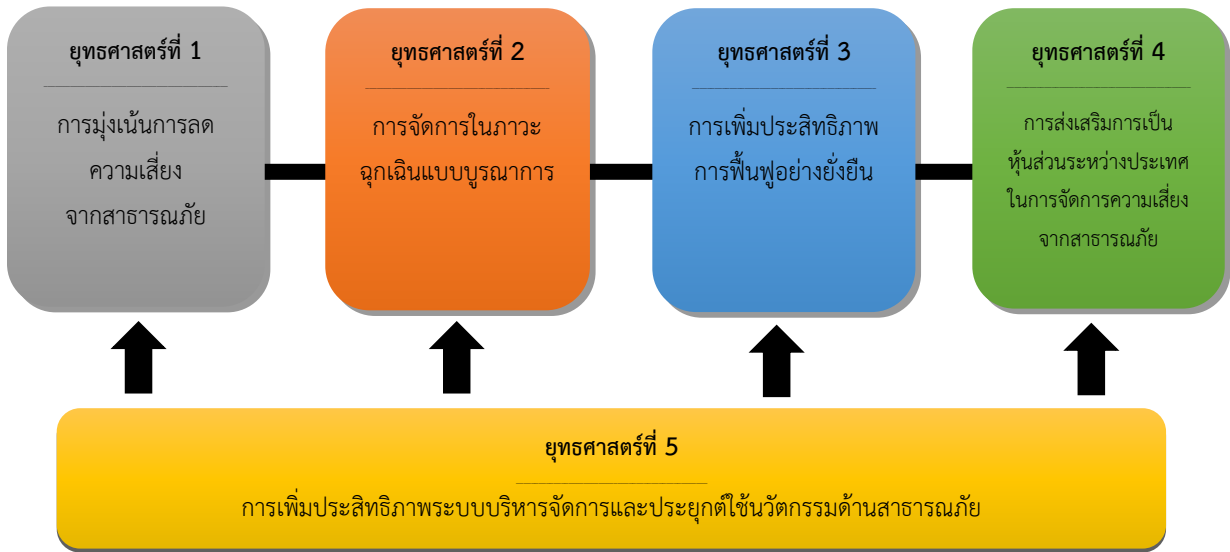 ยุทธศาสตร์ที่ 1
การมุ่งเน้นการลด
ความเสี่ยง
จากสาธารณภัย
ยุทธศาสตร์ที่ 2
การจัดการในภาวะ
ฉุกเฉินแบบบูรณาการ
ยุทธศาสตร์ที่ 3
การเพิ่มประสิทธิภาพ
การฟื้นฟูอย่างยั่งยืน
ยุทธศาสตร์ที่ 4
การส่งเสริมการเป็น
หุ้นส่วนระหว่างประเทศ
ในการจัดการความเสี่ยง
จากสาธารณภัย
ยุทธศาสตร์ที่ 5
การเพิ่มประสิทธิภาพระบบบริหารจัดการและประยุกต์ใช้นวัตกรรมด้านสาธารณภัย